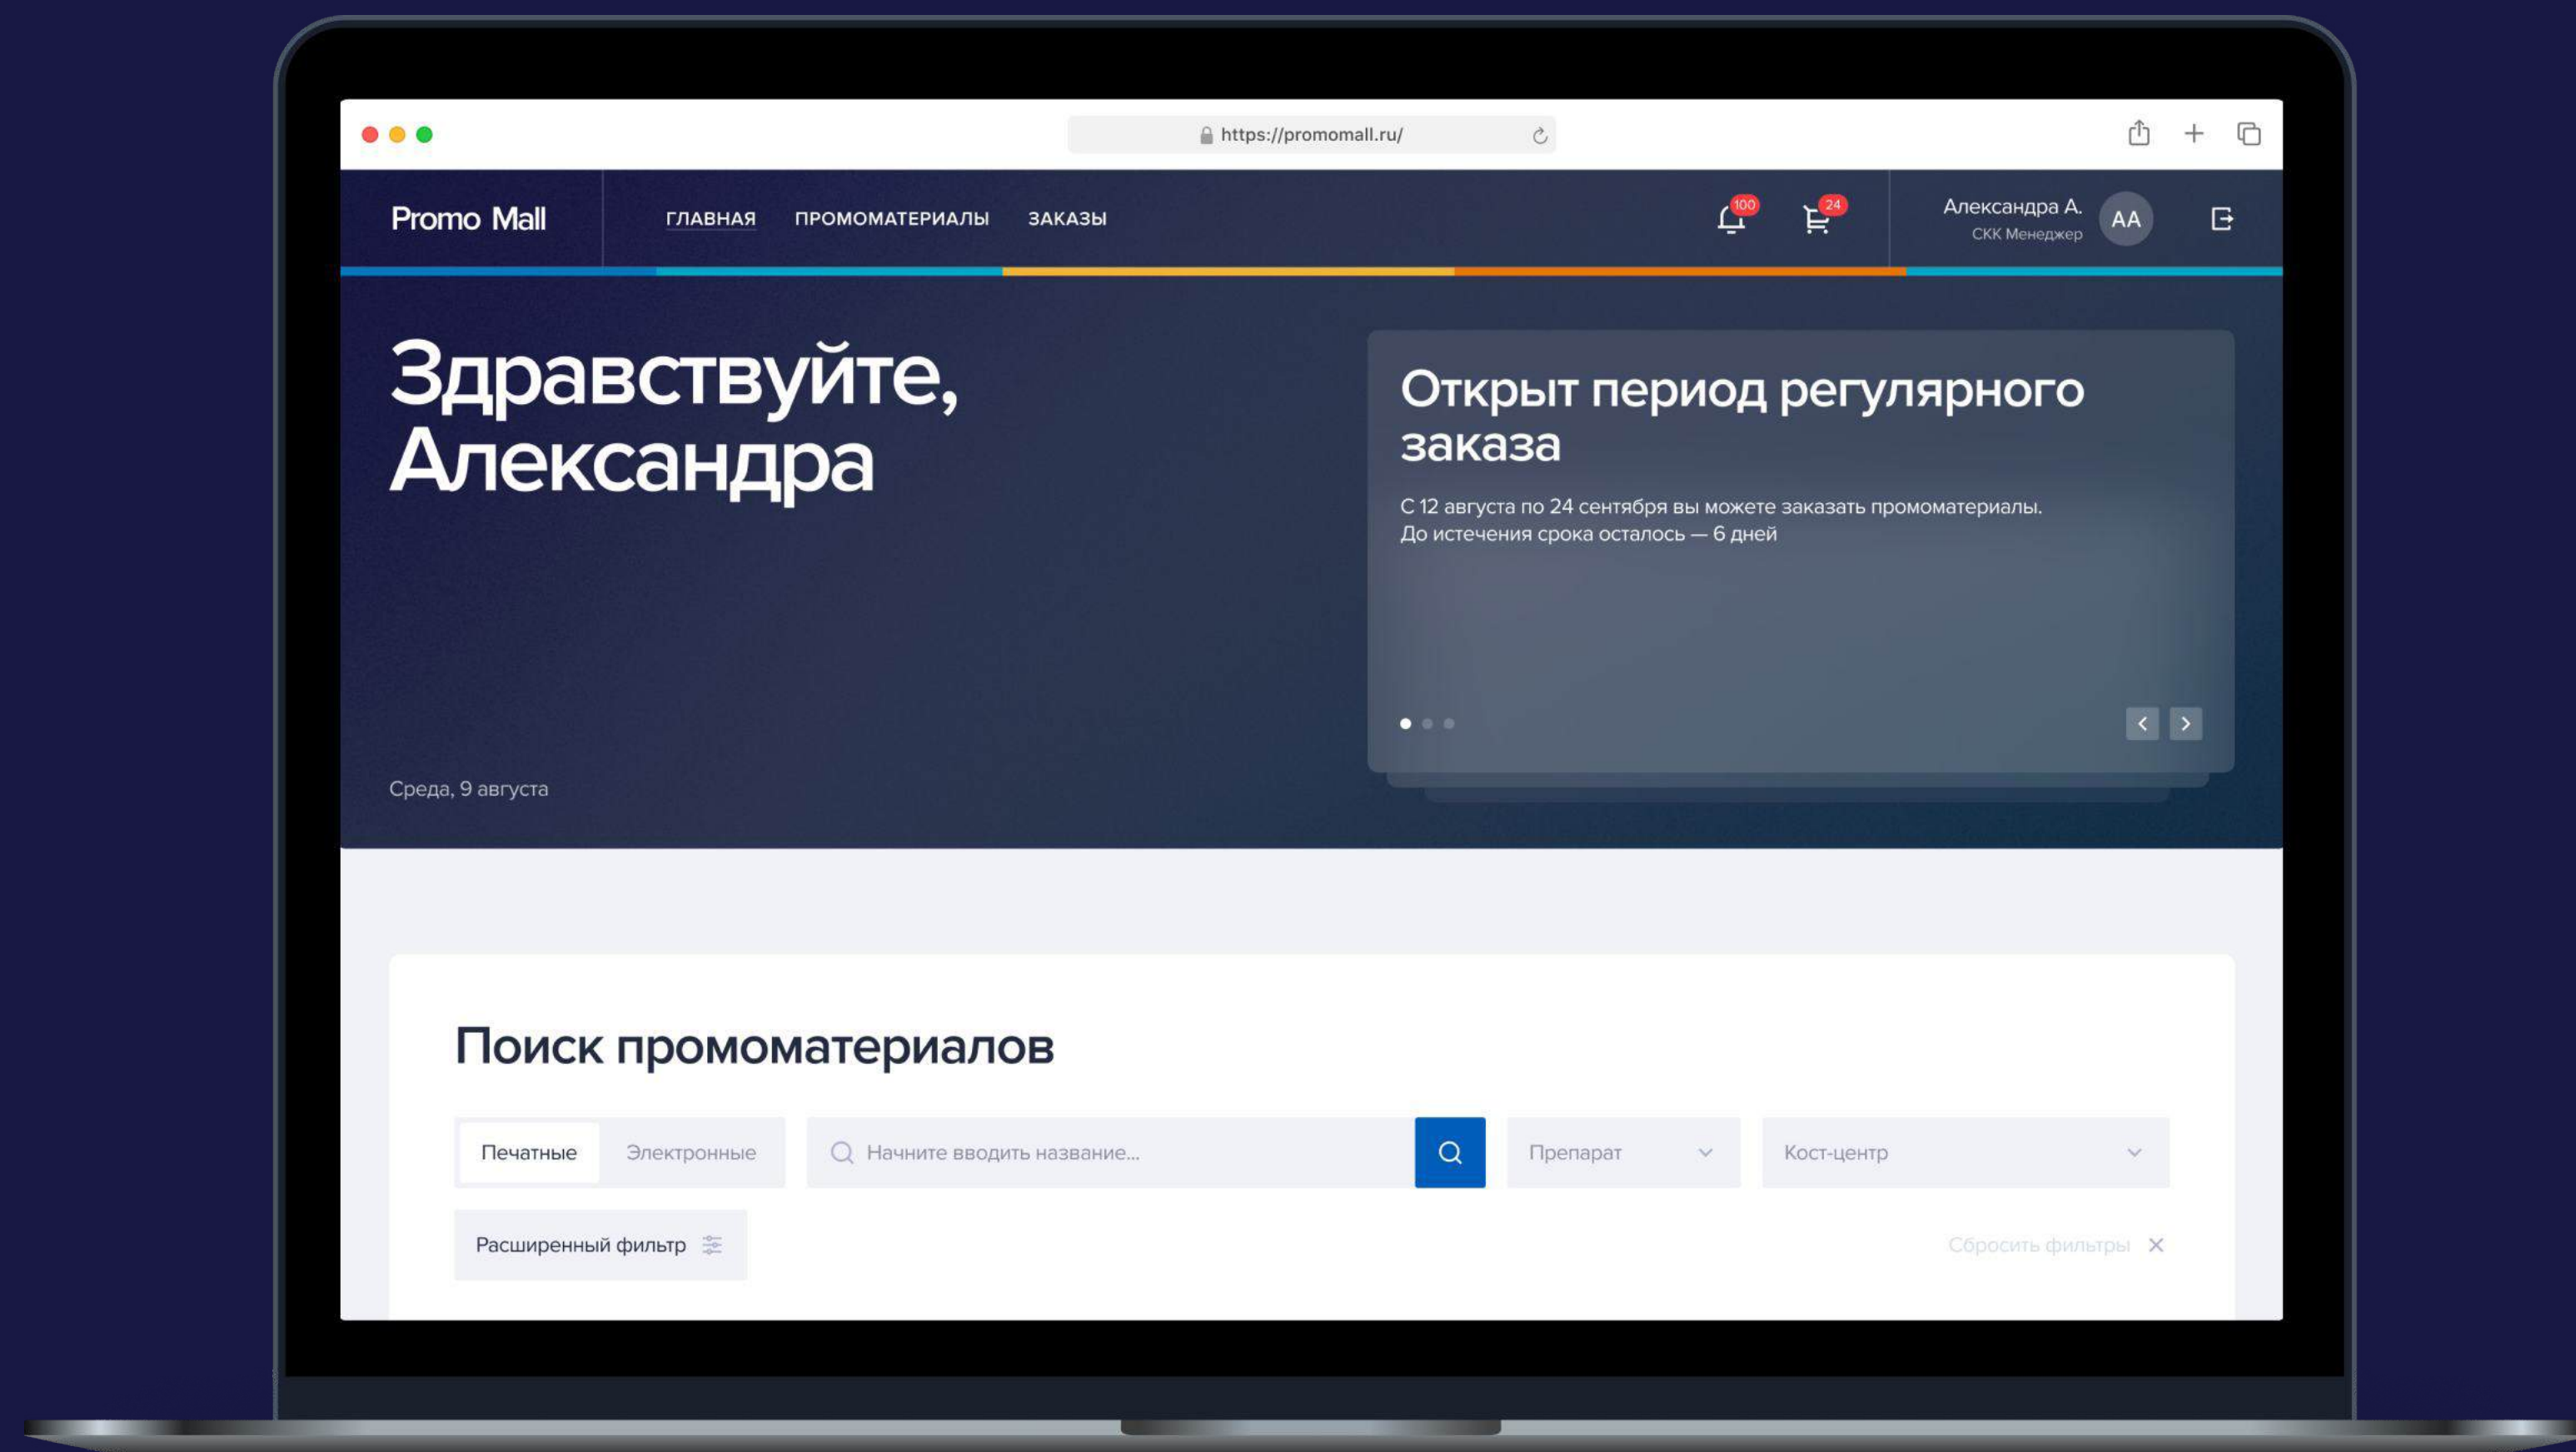 https://promomall.ru/
Promo Mall
ГЛАВНАЯ
ПРОМОМАТЕРИАЛЫ
ЗАКАЗЫ
100
24
Александра А.
СКК Менеджер
АА
Здравствуйте,
Александра
Среда, 9 августа
Открыт период регулярного
заказа
С 12 августа по 24 сентября вы можете заказать промоматериалы.
До истечения срока осталось — 6 дней
Поиск промоматериалов
Печатные
Электронные
Начните вводить название...
Препарат
Кост-центр
Расширенный фильтр
Сбросить фильтры